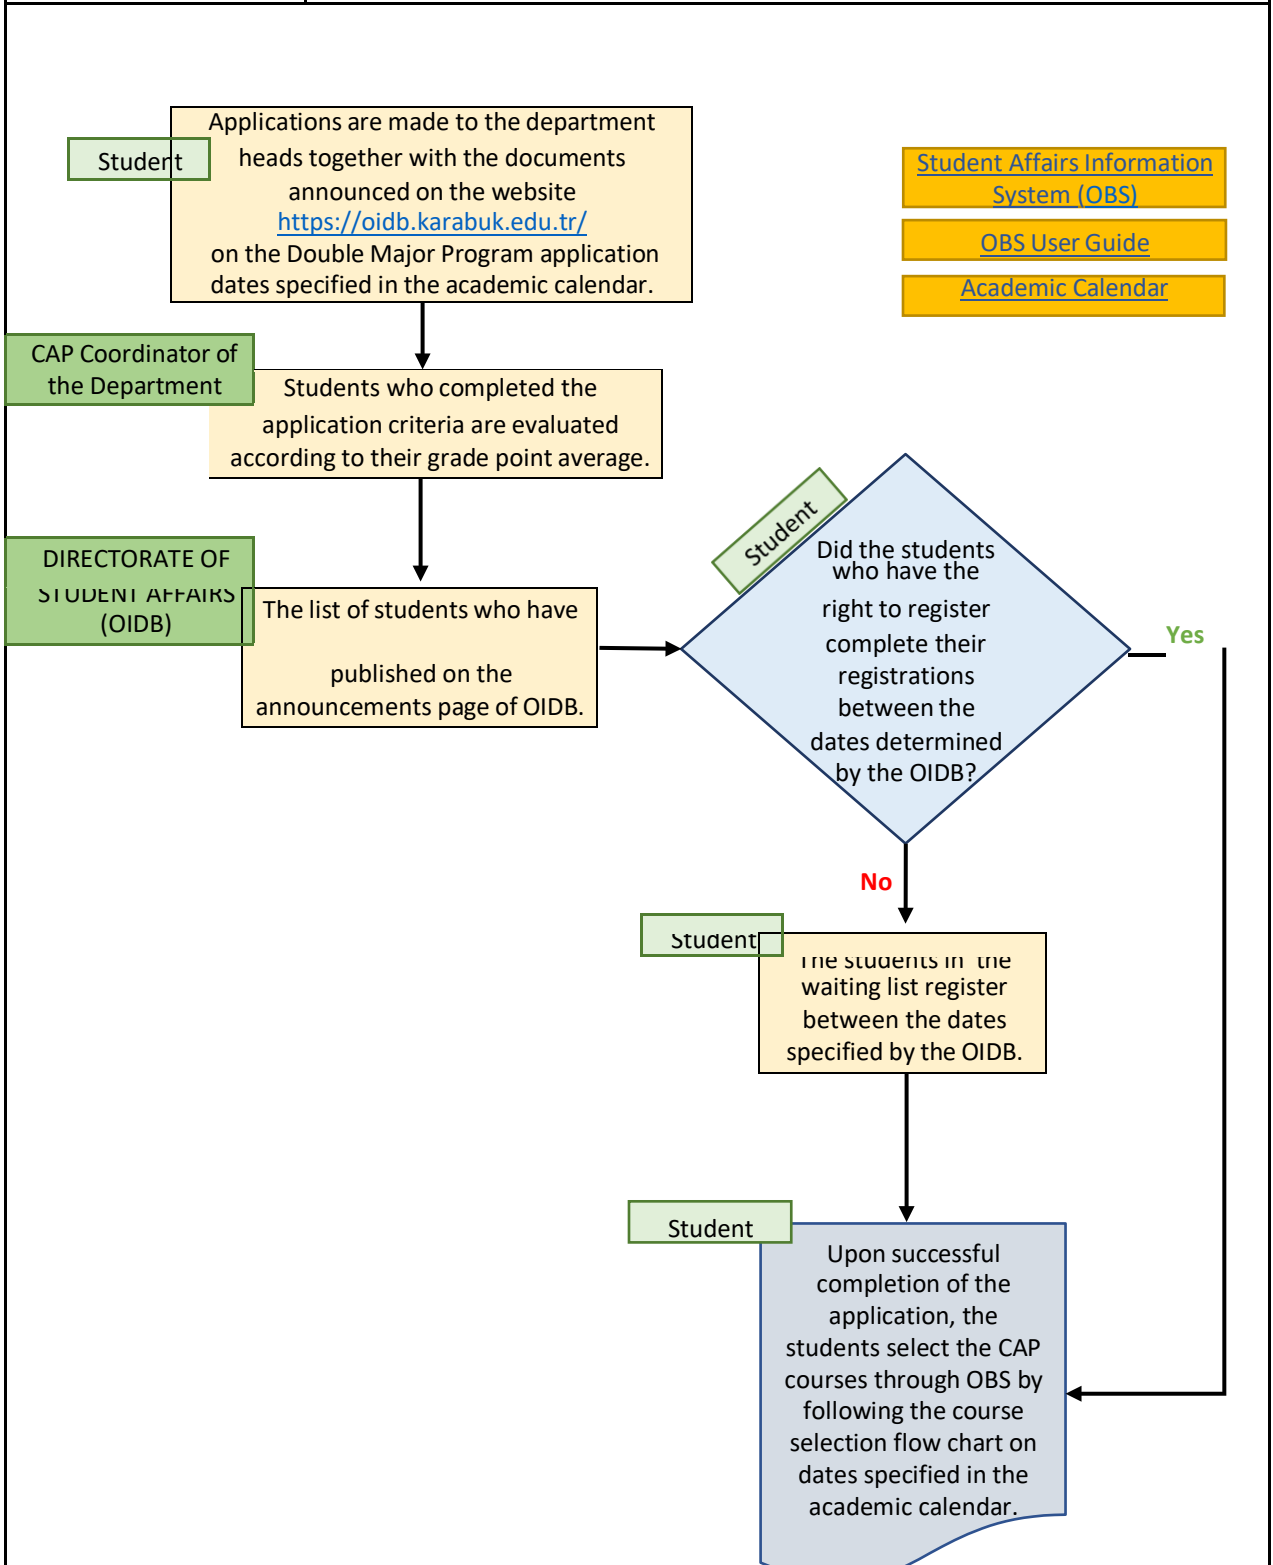 Student
Applications are made to the department
heads together with the documents
announced on the website
https://oidb.karabuk.edu.tr/
on the Double Major Program application
dates specified in the academic calendar.
Student Affairs Information
System (OBS)
OBS User Guide
Academic Calendar
CAP Coordinator of
the Department
Students who completed the
application criteria are evaluated
according to their grade point average.
DIRECTORATE OF
STUDENT AFFAIRS
(OIDB)
The list of students who have
published on the
announcements page of OIDB.
Student
Did the students
who have the
right to register
complete their
registrations
between the
dates determined
by the OIDB?
Yes
No
Student
The students in the
waiting list register
between the dates
specified by the OIDB.
Student
Upon successful
completion of the
application, the
students select the CAP
courses through OBS by
following the course
selection flow chart on
dates specified in the
academic calendar.